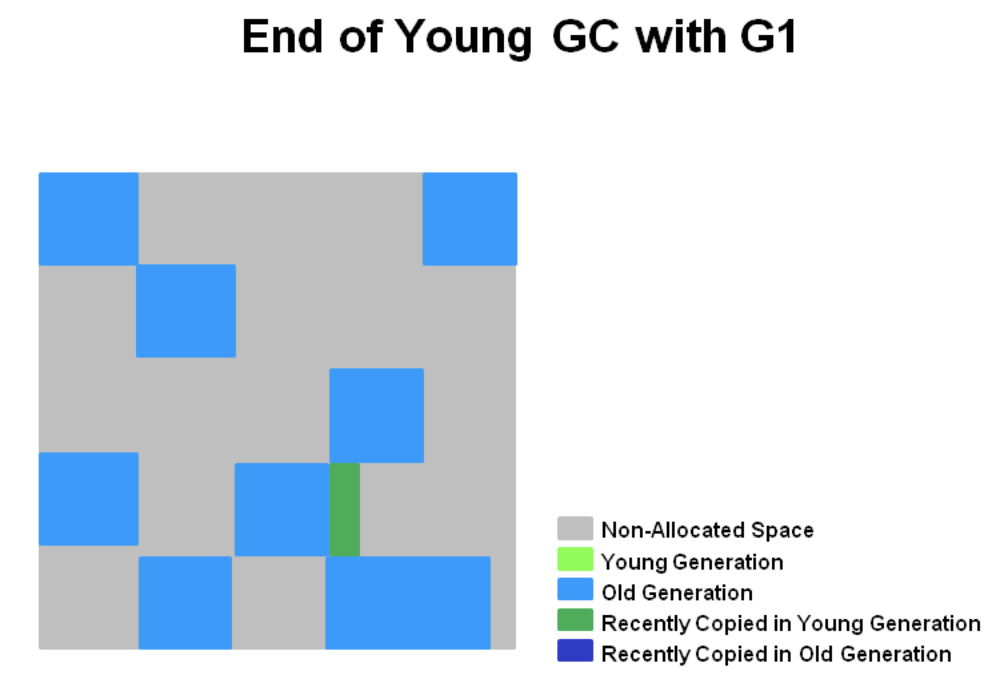 End of Young GC with G1
Non-Allocated Space
Young Generation
Old Generation
Recently Copied in Young Generation
Recently Copied in Old Generation